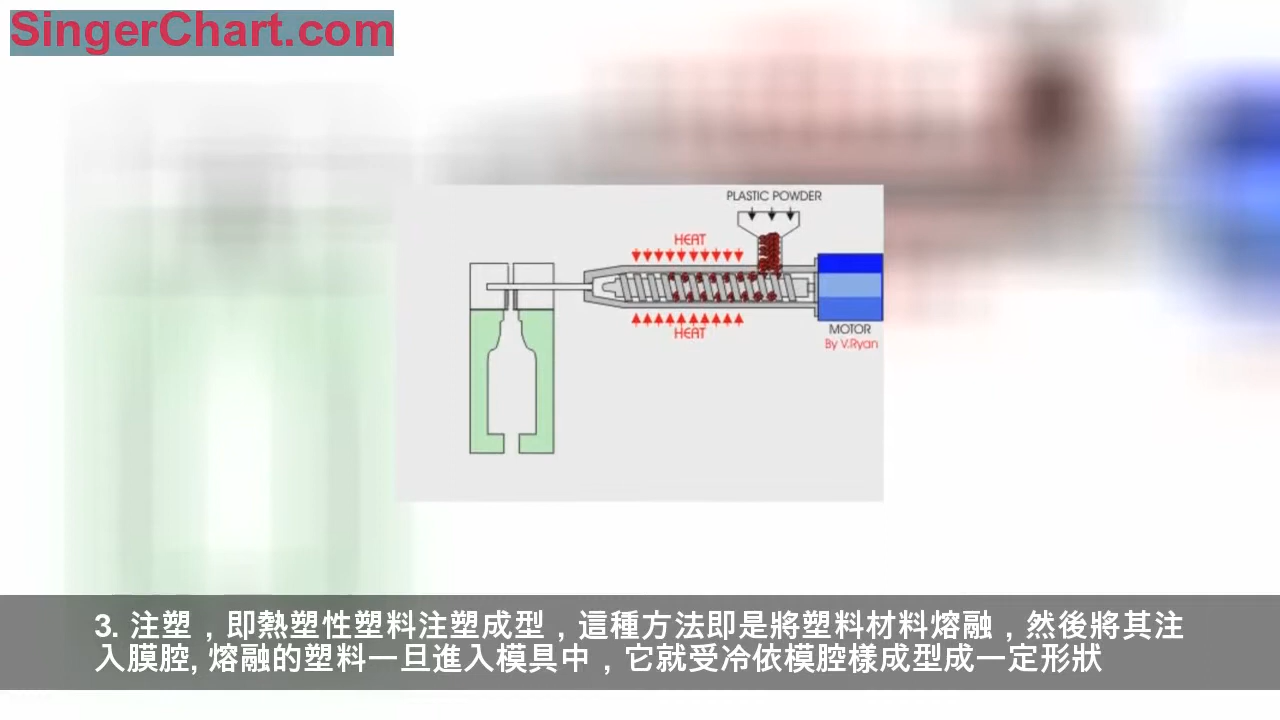 SingerChart.com
PLASTIC POWDER
HEAT
HEAT
MOTOR
By V.Ryan
3. 注塑，即熱塑性塑料注塑成型，這種方法即是將塑料材料熔融，然後將其注
入膜腔, 熔融的塑料一旦進入模具中，它就受冷依模腔樣成型成一定形狀